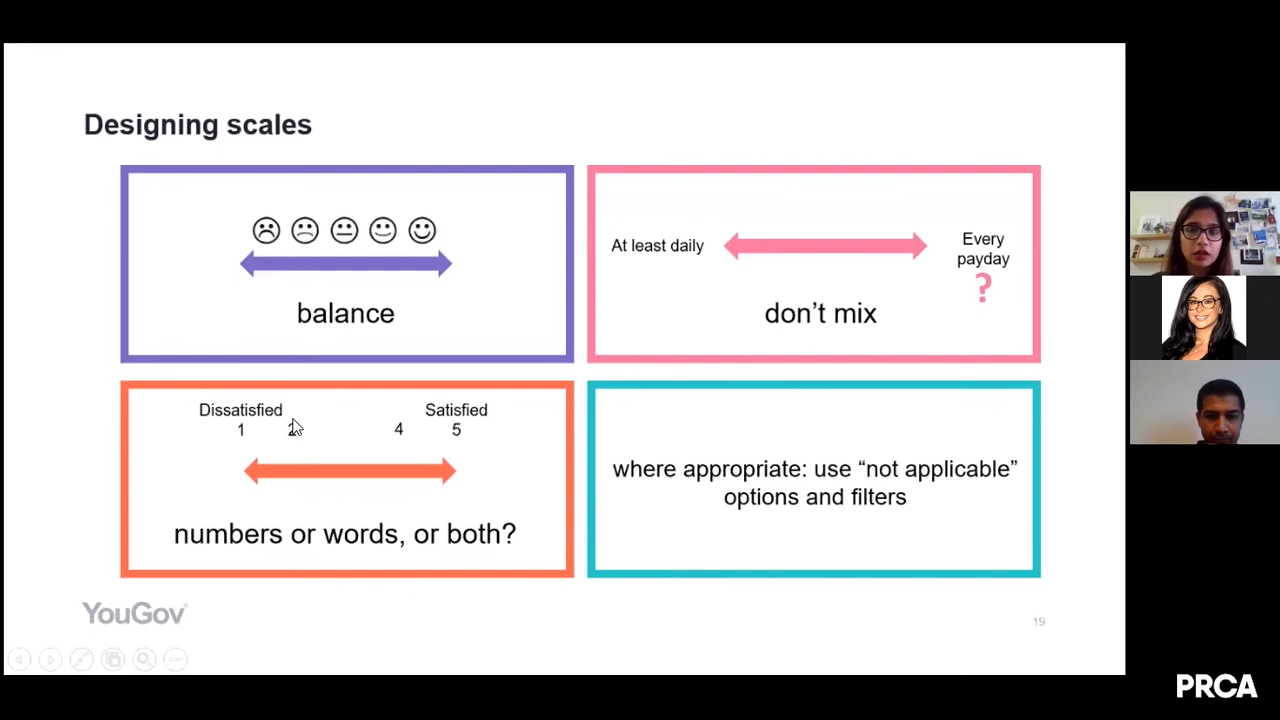 Designing scales
balance
At least daily
Every
payday
?
don't mix
Dissatisfied
Satisfied
1 2 4 5
numbers or words, or both?
where appropriate: use "not applicable"
options and filters
YouGov
19
PRCA